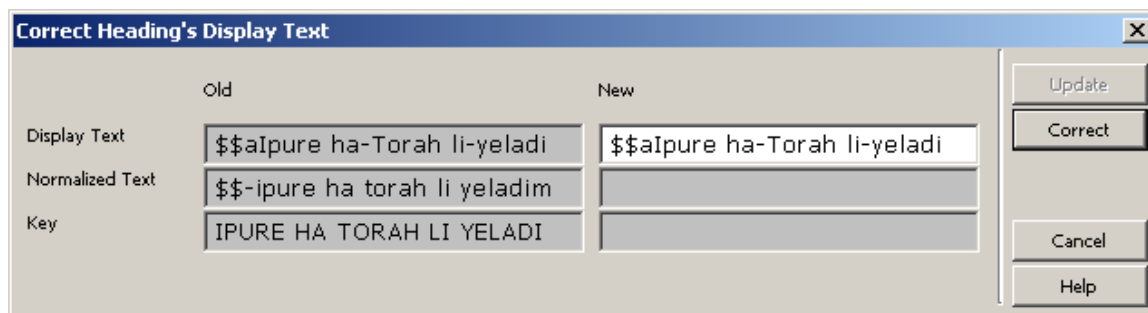 Correct Heading's Display Text
Old New Update
Display Text $$aIpure ha-Torah li-yeladi $$aIpure ha-Torah li-yeladi Correct
Normalized Text $$-ipure ha torah li yeladim
Key IPURE HA TORAH LI YELADI
Cancel
Help